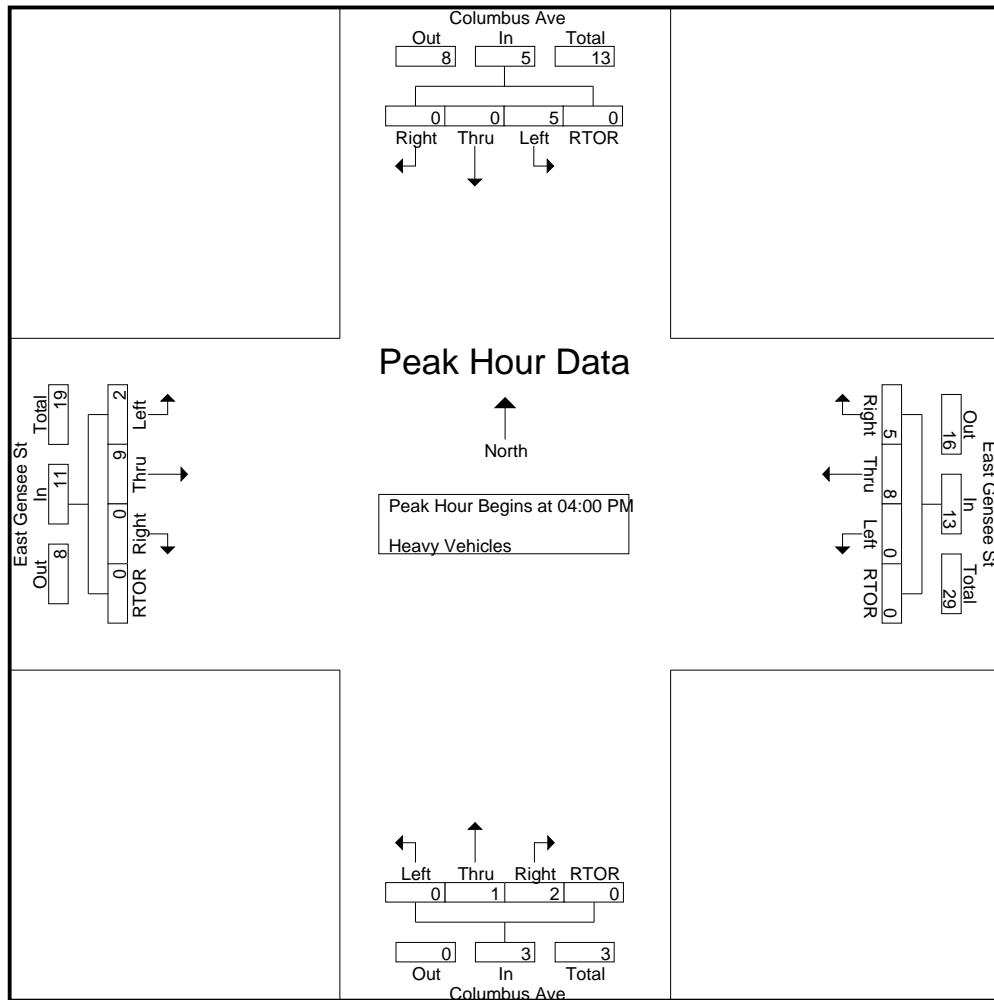 Columbus Ave
Out In Total
8 5 13
0 0 5 0
Right Thru Left RTOR
Peak Hour Data
North
Peak Hour Begins at 04:00 PM
Heavy Vehicles
East Gensee St
Total In Out
19 11 8
2 9 0 0
Left Thru Right RTOR
East Gensee St
Out In Total
16 13 29
5 8 0 0
Right Thru Left RTOR
Left Thru Right RTOR
0 1 2 0
0 3 3
Out In Total
Columbus Ave